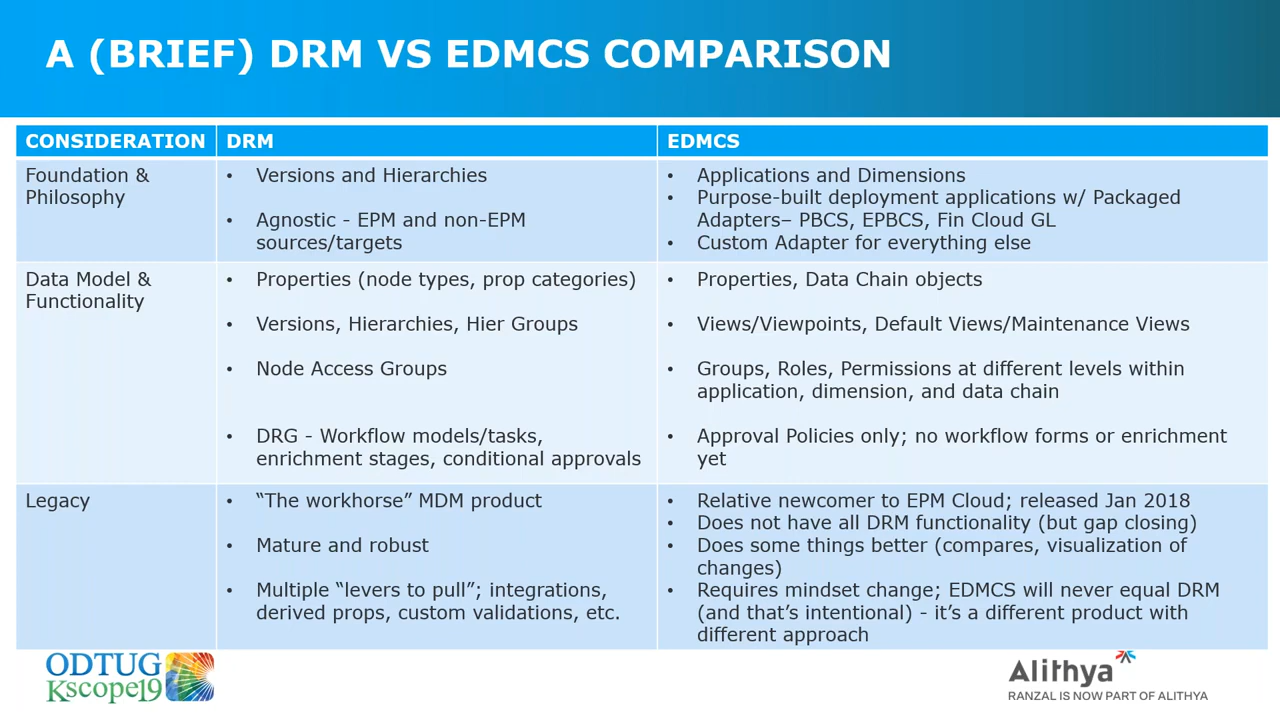 A (BRIEF) DRM VS EDMCS COMPARISON
CONSIDERATION
DRM
EDMCS
Foundation &
Philosophy
• Versions and Hierarchies
• Agnostic - EPM and non-EPM
sources/targets
• Applications and Dimensions
• Purpose-built deployment applications w/ Packaged
Adapters– PBCS, EPBCS, Fin Cloud GL
• Custom Adapter for everything else
Data Model &
Functionality
• Properties (node types, prop categories)
• Versions, Hierarchies, Hier Groups
• Node Access Groups
• DRG - Workflow models/tasks,
enrichment stages, conditional approvals
• Properties, Data Chain objects
• Views/Viewpoints, Default Views/Maintenance Views
• Groups, Roles, Permissions at different levels within
application, dimension, and data chain
• Approval Policies only; no workflow forms or enrichment
yet
Legacy
• “The workhorse” MDM product
• Mature and robust
• Multiple “levers to pull”; integrations,
derived props, custom validations, etc.
• Relative newcomer to EPM Cloud; released Jan 2018
• Does not have all DRM functionality (but gap closing)
• Does some things better (compares, visualization of
changes)
• Requires mindset change; EDMCS will never equal DRM
(and that’s intentional) - it’s a different product with
different approach
ODTUG
Kscope19
Alithya
RANZAL IS NOW PART OF ALITHYA